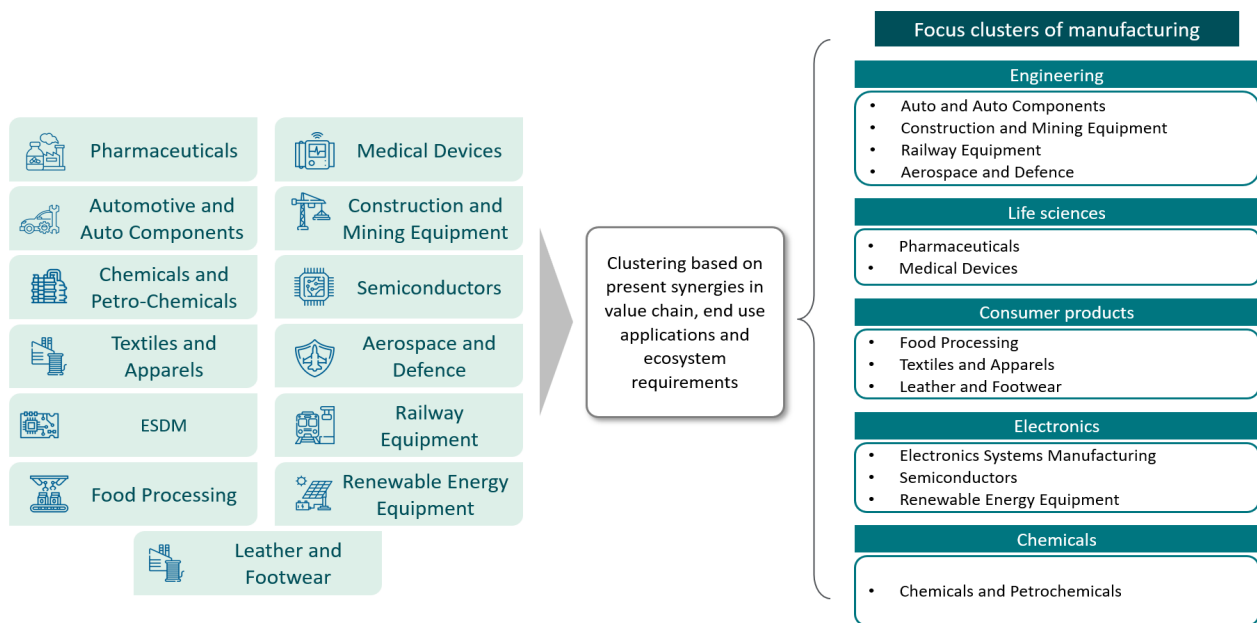 Pharmaceuticals
Medical Devices
Automotive and
Auto Components
Construction and
Mining Equipment
Chemicals and
Petro-Chemicals
Semiconductors
Textiles and
Apparels
Aerospace and
Defence
ESDM
Railway
Equipment
Food Processing
Renewable Energy
Equipment
Leather and
Footwear
Clustering based on
present synergies in
value chain, end use
applications and
ecosystem
requirements
Focus clusters of manufacturing
Engineering
• Auto and Auto Components
• Construction and Mining Equipment
• Railway Equipment
• Aerospace and Defence
Life sciences
• Pharmaceuticals
• Medical Devices
Consumer products
• Food Processing
• Textiles and Apparels
• Leather and Footwear
Electronics
• Electronics Systems Manufacturing
• Semiconductors
• Renewable Energy Equipment
Chemicals
• Chemicals and Petrochemicals